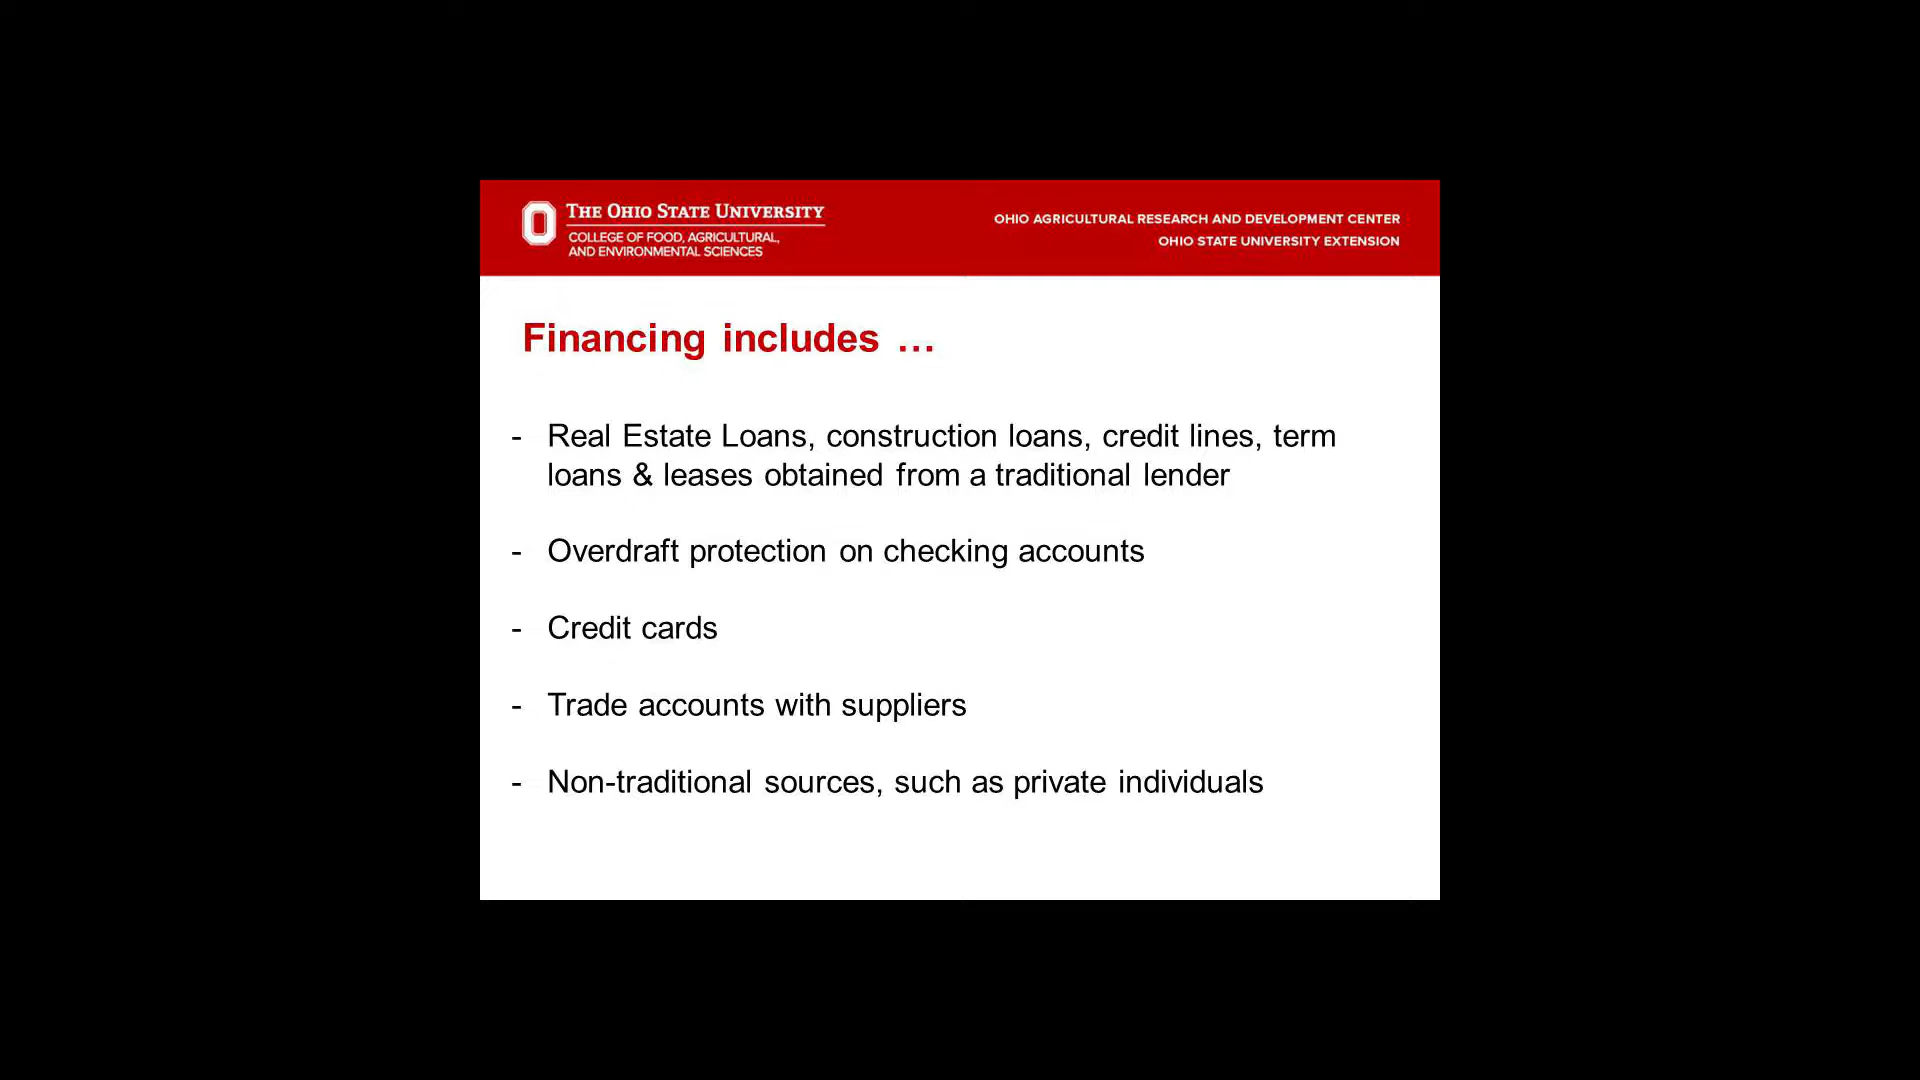 THE OHIO STATE UNIVERSITY
COLLEGE OF FOOD, AGRICULTURAL,
AND ENVIRONMENTAL SCIENCES
OHIO AGRICULTURAL RESEARCH AND DEVELOPMENT CENTER
OHIO STATE UNIVERSITY EXTENSION
Financing includes …
- Real Estate Loans, construction loans, credit lines, term
loans & leases obtained from a traditional lender
- Overdraft protection on checking accounts
- Credit cards
- Trade accounts with suppliers
- Non-traditional sources, such as private individuals